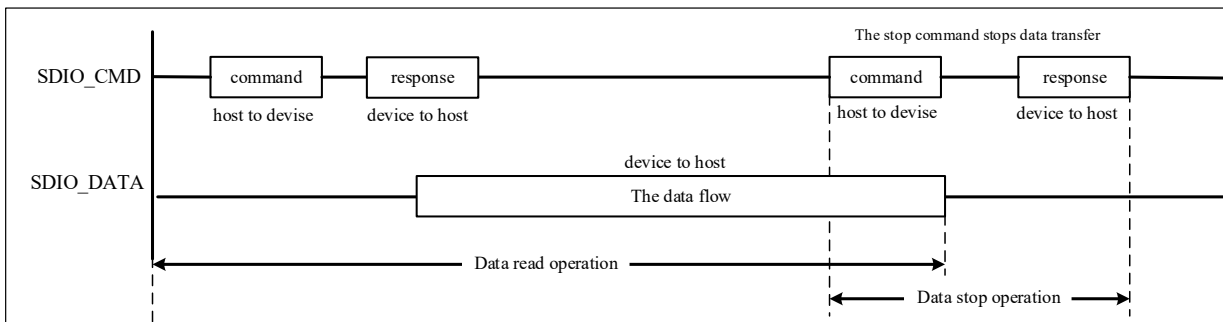 The stop command stops data transfer
SDIO_CMD
command
response
command
response
host to devise
device to host
host to devise
device to host
device to host
SDIO_DATA
The data flow
Data read operation
Data stop operation